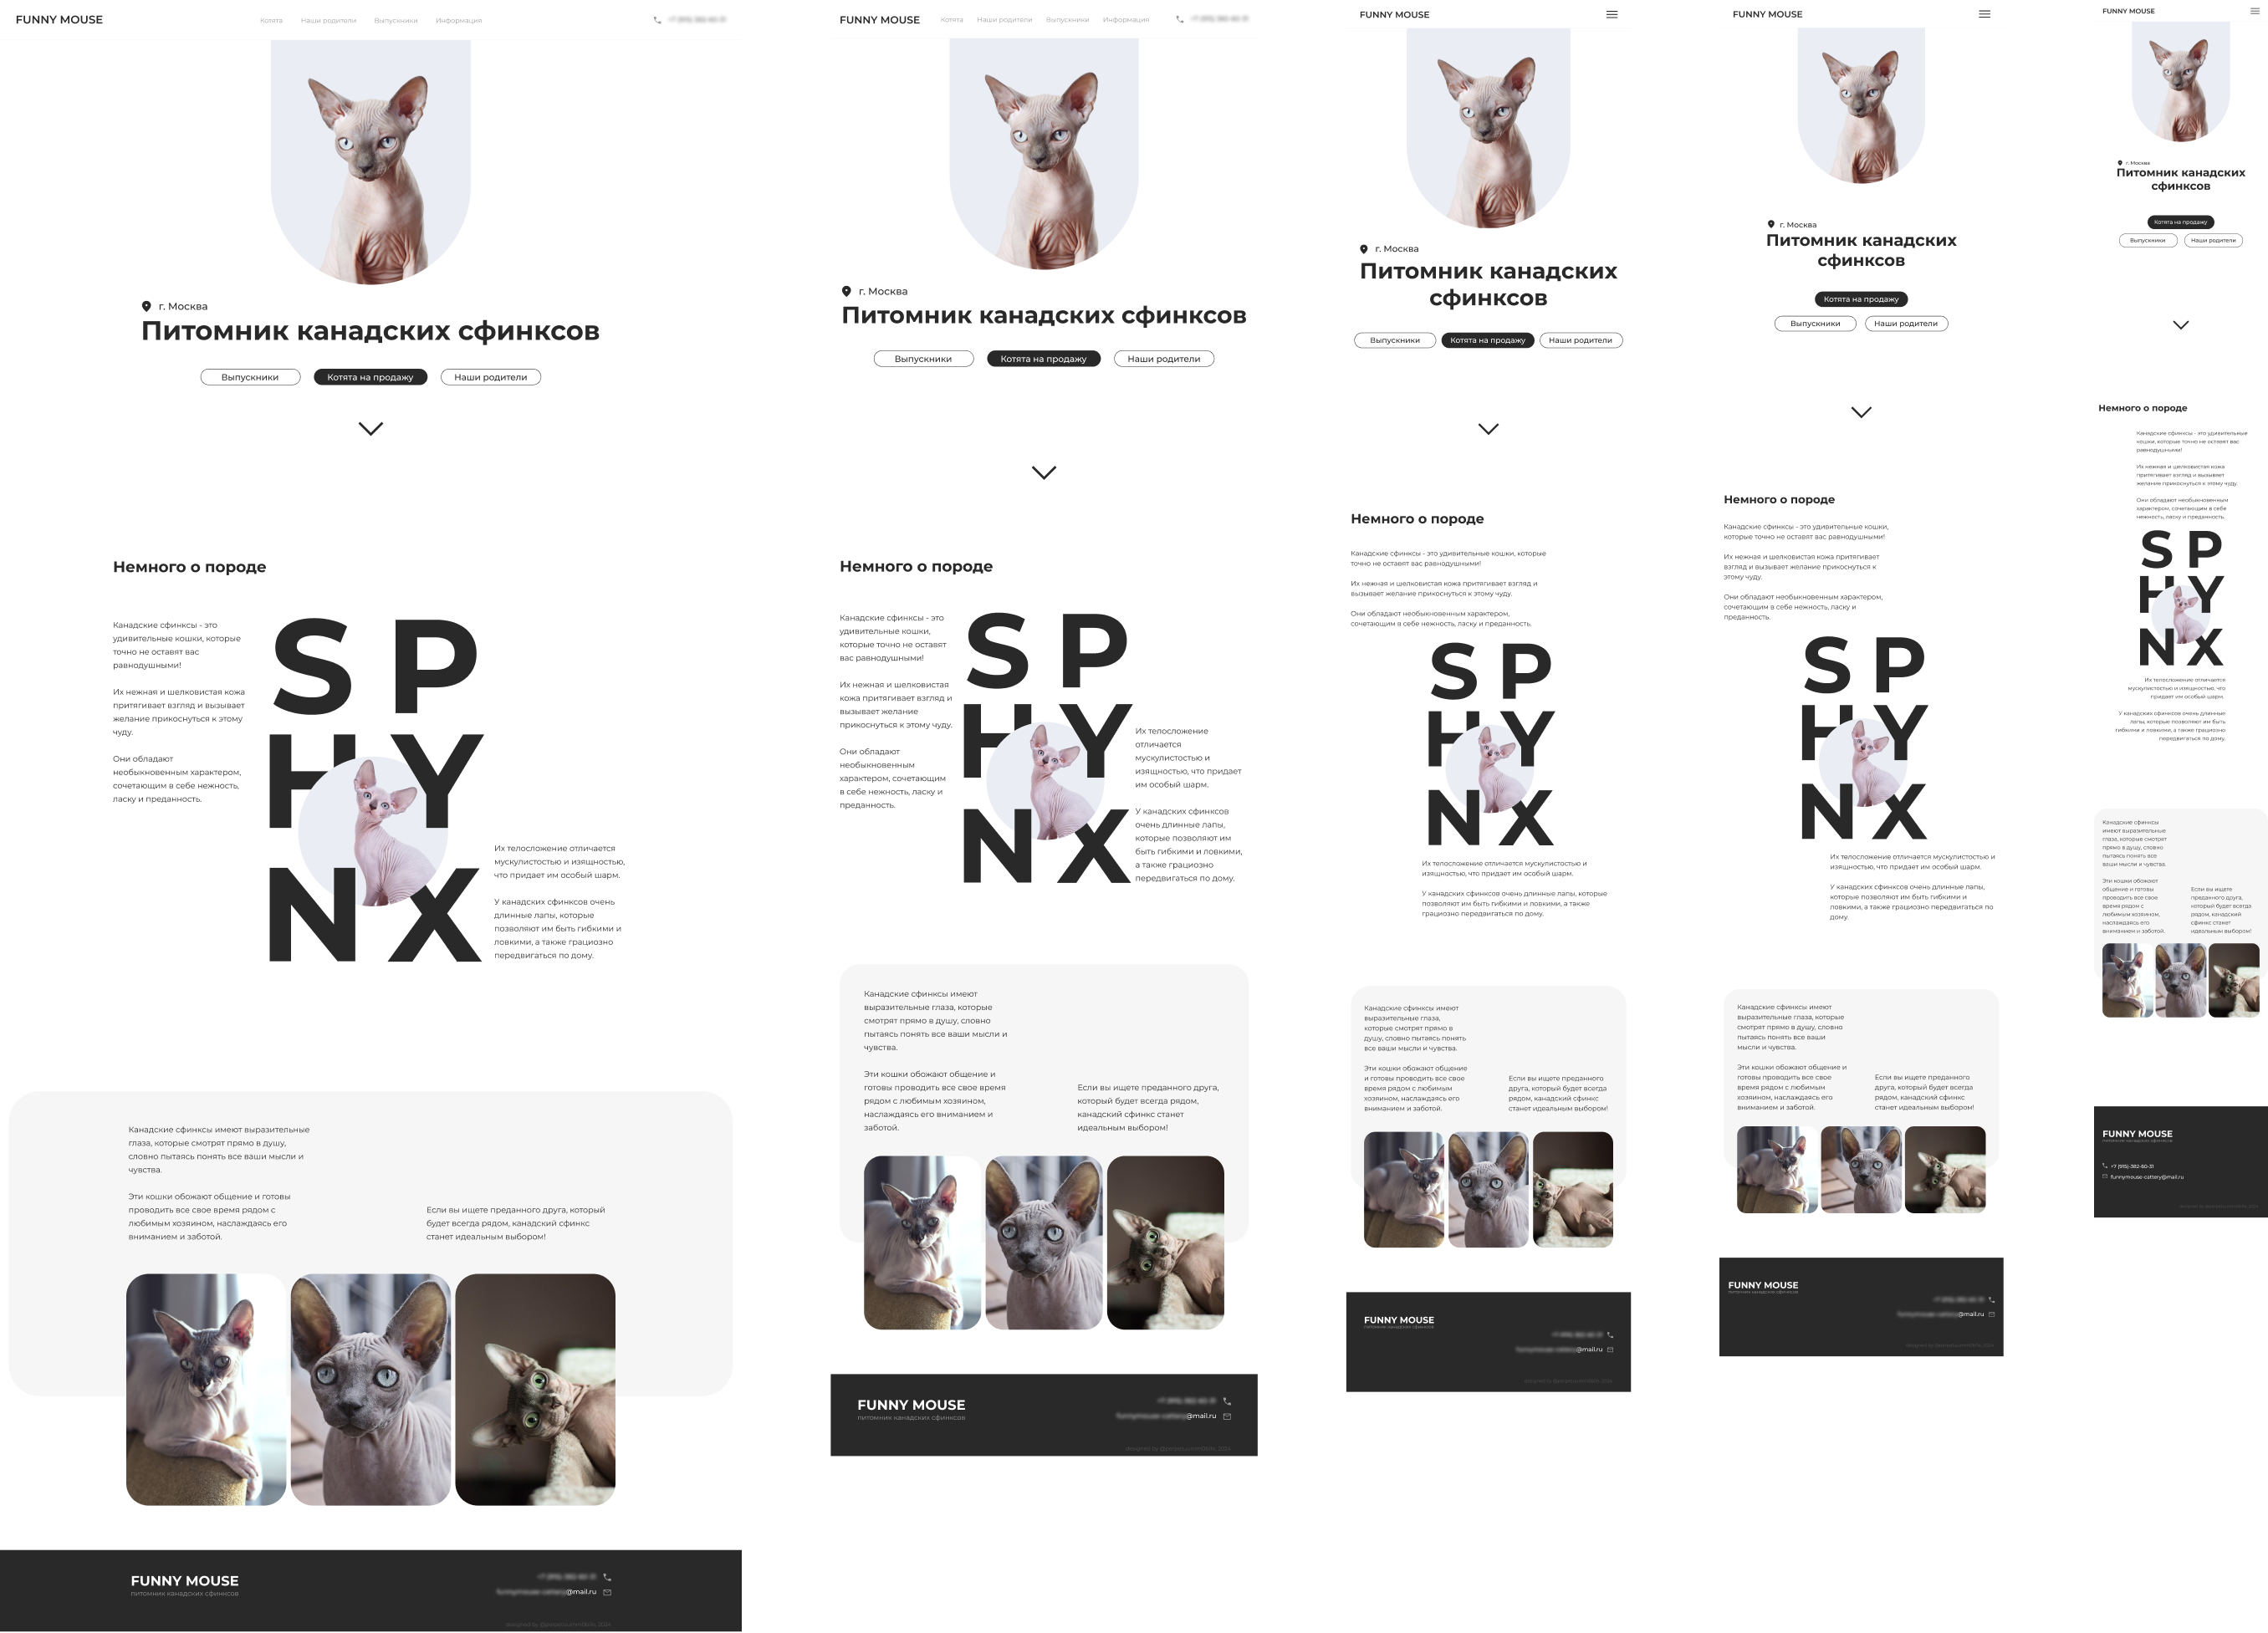 FUNNY MOUSE
Котята
Наши родители
Выпускники
Информация
г. Москва
Питомник канадских сфинксов
Выпускники
Котята на продажу
Наши родители
Немного о породе
Канадские сфинксы - это
удивительные кошки, которые
точно не оставят вас
равнодушными!
Их нежная и шелковистая кожа
притягивает взгляд и вызывает
желание прикоснуться к этому
чуду.
Они обладают
необыкновенным характером,
сочетающим в себе нежность,
ласку и преданность.
S P
H Y
N X
Их телосложение отличается
мускулистостью и изящностью,
что придает им особый шарм.
У канадских сфинксов очень
длинные лапы, которые
позволяют им быть гибкими и
ловкими, а также грациозно
передвигаться по дому.
Канадские сфинксы имеют выразительные
глаза, которые смотрят прямо в душу,
словно пытаясь понять все ваши мысли и
чувства.
Эти кошки обожают общение и готовы
проводить все свое время рядом с
любимым хозяином, наслаждаясь его
вниманием и заботой.
Если вы ищете преданного друга, который
будет всегда рядом, канадский сфинкс
станет идеальным выбором!
FUNNY MOUSE
питомник канадских сфинксов
@mail.ru
FUNNY MOUSE
Котята
Наши родители
Выпускники
Информация
г. Москва
Питомник канадских сфинксов
Выпускники
Котята на продажу
Наши родители
Немного о породе
Канадские сфинксы - это
удивительные кошки,
которые точно не оставят
вас равнодушными!
Их нежная и шелковистая
кожа притягивает взгляд и
вызывает желание
прикоснуться к этому чуду.
Они обладают
необыкновенным
характером, сочетающим
в себе нежность, ласку и
преданность.
S P
H Y
N X
Их телосложение
отличается
мускулистостью и
изящностью, что придает
им особый шарм.
У канадских сфинксов
очень длинные лапы,
которые позволяют им
быть гибкими и ловкими,
а также грациозно
передвигаться по дому.
Канадские сфинксы имеют
выразительные глаза, которые
смотрят прямо в душу, словно
пытаясь понять все ваши мысли и
чувства.
Эти кошки обожают общение и
готовы проводить все свое время
рядом с любимым хозяином,
наслаждаясь его вниманием и
заботой.
Если вы ищете преданного друга,
который будет всегда рядом,
канадский сфинкс станет
идеальным выбором!
FUNNY MOUSE
питомник канадских сфинксов
@mail.ru
FUNNY MOUSE
г. Москва
Питомник канадских
сфинксов
Выпускники
Котята на продажу
Наши родители
Немного о породе
Канадские сфинксы - это удивительные кошки, которые
точно не оставят вас равнодушными!
Их нежная и шелковистая кожа притягивает взгляд и
вызывает желание прикоснуться к этому чуду.
Они обладают необыкновенным характером,
сочетающим в себе нежность, ласку и преданность.
S P
H Y
N X
Их телосложение отличается мускулистостью и
изящностью, что придает им особый шарм.
У канадских сфинксов очень длинные лапы, которые
позволяют им быть гибкими и ловкими, а также
грациозно передвигаться по дому.
Канадские сфинксы имеют
выразительные глаза,
которые смотрят прямо в
душу, словно пытаясь понять
все ваши мысли и чувства.
Эти кошки обожают общение
и готовы проводить все свое
время рядом с любимым
хозяином, наслаждаясь его
вниманием и заботой.
Если вы ищете преданного
друга, который будет всегда
рядом, канадский сфинкс
станет идеальным выбором!
FUNNY MOUSE
питомник канадских сфинксов
@mail.ru
FUNNY MOUSE
г. Москва
Питомник канадских
сфинксов
Котята на продажу
Выпускники
Наши родители
Немного о породе
Канадские сфинксы - это удивительные кошки,
которые точно не оставят вас равнодушными!
Их нежная и шелковистая кожа притягивает
взгляд и вызывает желание прикоснуться к
этому чуду.
Они обладают необыкновенным характером,
сочетающим в себе нежность, ласку и
преданность.
S P
H Y
N X
Их телосложение отличается мускулистостью и
изящностью, что придает им особый шарм.
У канадских сфинксов очень длинные лапы,
которые позволяют им быть гибкими и
ловкими, а также грациозно передвигаться по
дому.
Канадские сфинксы имеют
выразительные глаза, которые
смотрят прямо в душу, словно
пытаясь понять все ваши
мысли и чувства.
Эти кошки обожают общение и
готовы проводить все свое
время рядом с любимым
хозяином, наслаждаясь его
вниманием и заботой.
Если вы ищете преданного
друга, который будет всегда
рядом, канадский сфинкс
станет идеальным выбором!
FUNNY MOUSE
питомник канадских сфинксов
@mail.ru
FUNNY MOUSE
г. Москва
Питомник канадских
сфинксов
Котята на продажу
Выпускники
Наши родители
Немного о породе
Канадские сфинксы - это удивительные
кошки, которые точно не оставят вас
равнодушными!
Их нежная и шелковистая кожа
притягивает взгляд и вызывает
желание прикоснуться к этому чуду.
Они обладают необыкновенным
характером, сочетающим в себе
нежность, ласку и преданность.
S P
H Y
N X
Их телосложение отличается
мускулистостью и изящностью, что
придает им особый шарм.
У канадских сфинксов очень длинные
лапы, которые позволяют им быть
гибкими и ловкими, а также грациозно
передвигаться по дому.
Канадские сфинксы
имеют выразительные
глаза, которые смотрят
прямо в душу, словно
пытаясь понять все
ваши мысли и чувства.
Эти кошки обожают
общение и готовы
проводить все свое
время рядом с
любимым хозяином,
наслаждаясь его
вниманием и заботой.
Если вы ищете
преданного друга,
который будет всегда
рядом, канадский
сфинкс станет
идеальным выбором!
FUNNY MOUSE
питомник канадских сфинксов
+7 (915)-382-60-31
funnymouse-cattery@mail.ru